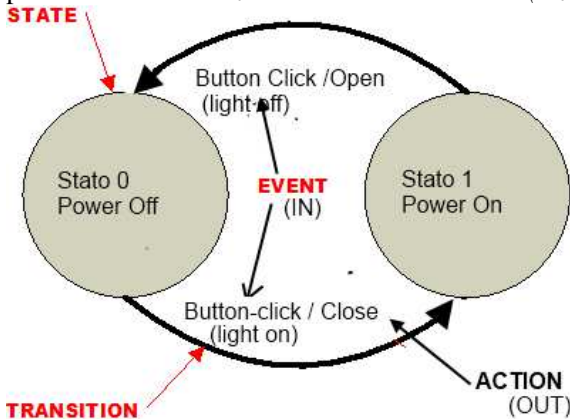 STATE
Button Click /Open
(light off)
Stato 0
Power Off
EVENT
(IN)
Stato 1
Power On
Button-click / Close
(light on)
ACTION
(OUT)
TRANSITION